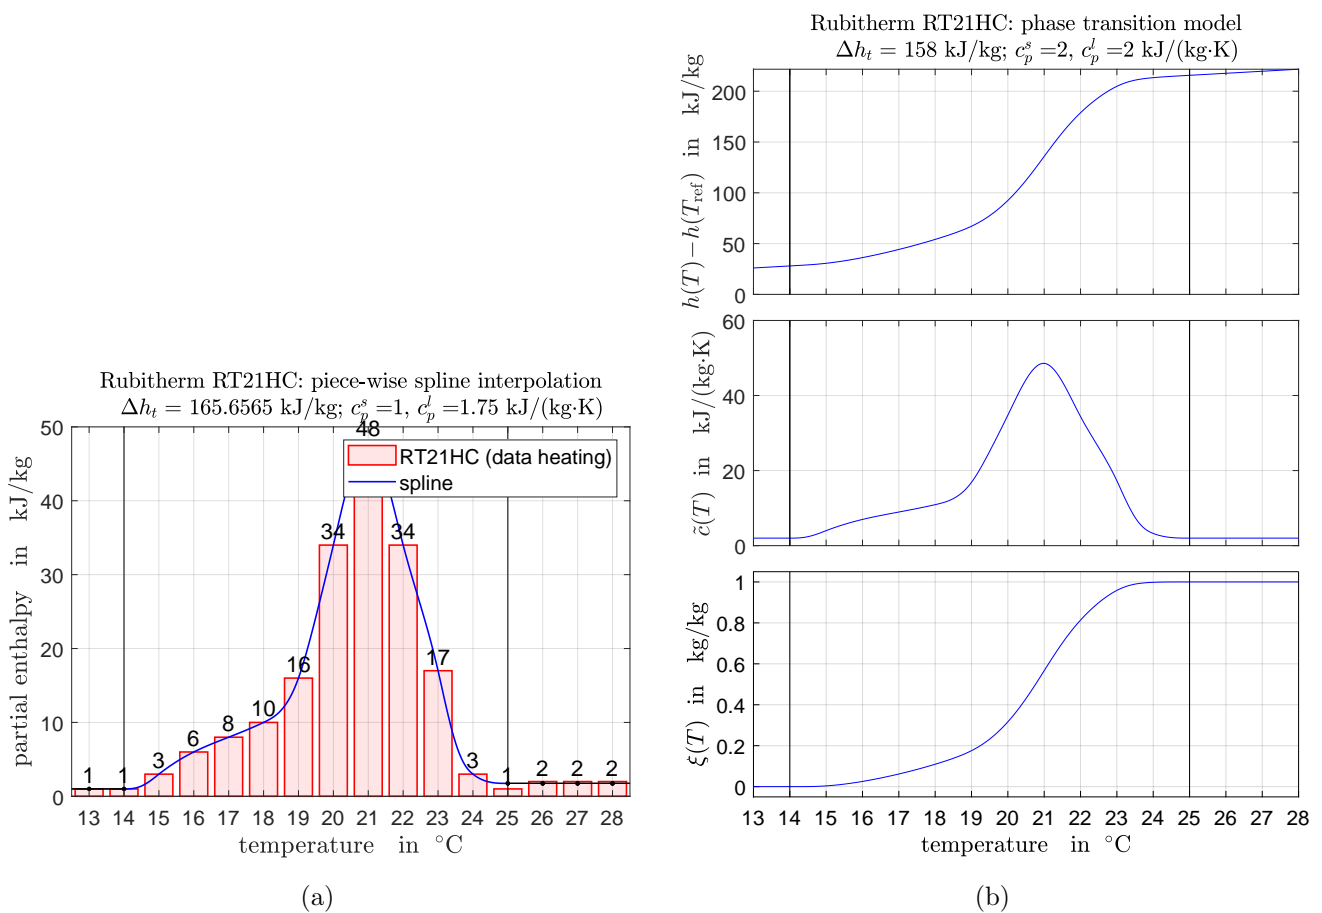 Rubitherm RT21HC: piece-wise spline interpolation
Δh_t = 165.6565 kJ/kg; c_p^s =1, c_p^l =1.75 kJ/(kg·K)
partial enthalpy in kJ/kg
50
40
30
20
10
0
RT21HC (data heating)
spline
1 1 3 6 8 10 16 34 48 34 17 3 1 2 2 2
13 14 15 16 17 18 19 20 21 22 23 24 25 26 27 28
temperature in °C
(a)
Rubitherm RT21HC: phase transition model
Δh_t = 158 kJ/kg; c_p^s =2, c_p^l =2 kJ/(kg·K)
h(T)−h(T_ref) in kJ/kg
200
150
100
50
0
c̃(T) in kJ/(kg·K)
60
40
20
0
ξ(T) in kg/kg
1
0.8
0.6
0.4
0.2
0
13 14 15 16 17 18 19 20 21 22 23 24 25 26 27 28
temperature in °C
(b)